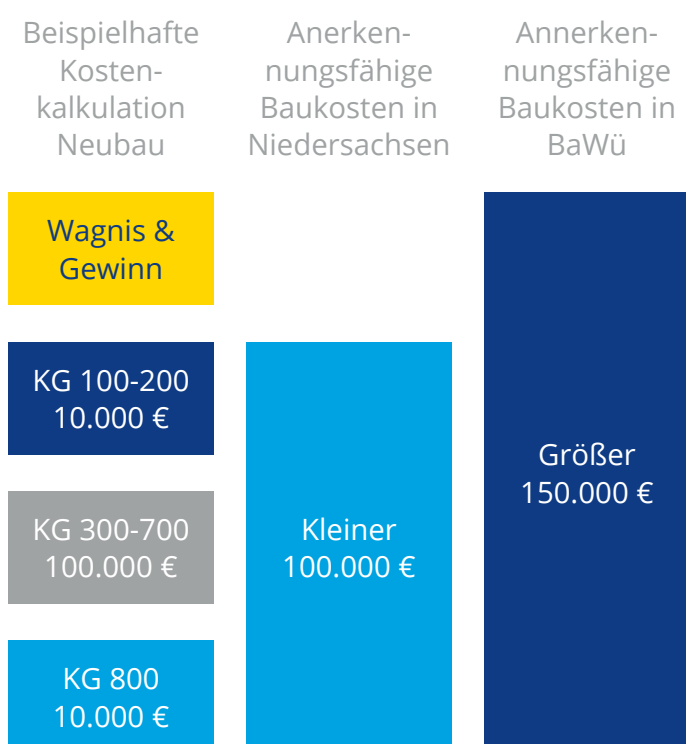 Beispielhafte
Kosten-
kalkulation
Neubau
Anerken-
nungsfähige
Baukosten in
Niedersachsen
Annerken-
nungsfähige
Baukosten in
BaWü
Wagnis &
Gewinn
KG 100-200
10.000 €
KG 300-700
100.000 €
KG 800
10.000 €
Kleiner
100.000 €
Größer
150.000 €